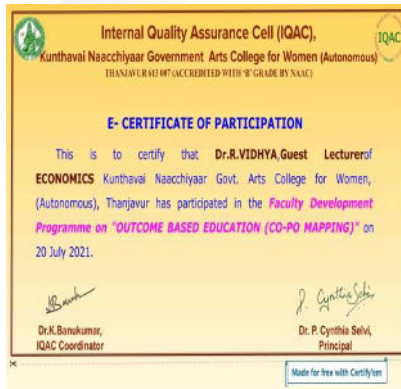 Internal Quality Assurance Cell (IQAC),
IQAC
Kunthavai Naacchiyaar Government Arts College for Women (Autonomous)
THANJAVUR 613 007 (ACCREDITED WITH 'B' GRADE BY NAAC)
E- CERTIFICATE OF PARTICIPATION
This is to certify that Dr.R.VIDHYA,Guest Lecturerof
ECONOMICS Kunthavai Naacchiyaar Govt. Arts College for Women,
(Autonomous), Thanjavur has participated in the Faculty Development
Programme on "OUTCOME BASED EDUCATION (CO-PO MAPPING)" on
20 July 2021.
P. Cynthia Selvi
Dr.K.Banukumar,
IQAC Coordinator
Dr. P. Cynthia Selvi,
Principal
Made for free with Certify'em